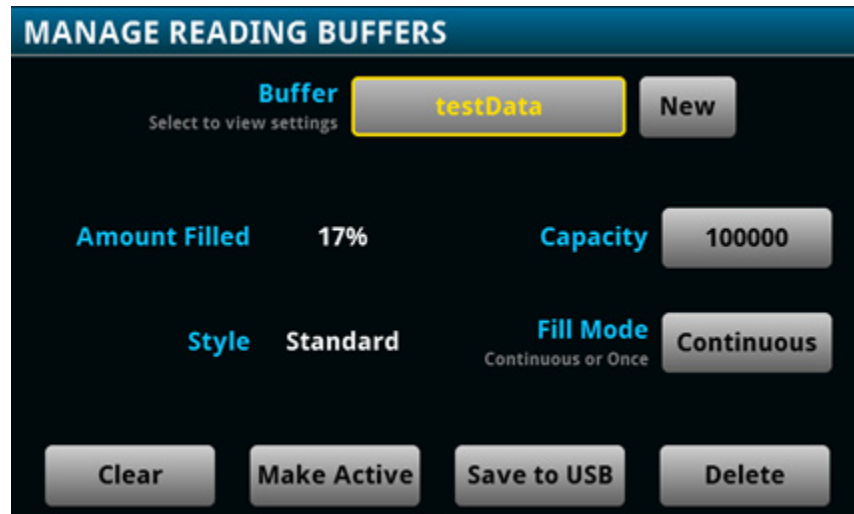 MANAGE READING BUFFERS
Buffer
Select to view settings
testData
New
Amount Filled
17%
Capacity
100000
Style
Standard
Fill Mode
Continuous or Once
Continuous
Clear
Make Active
Save to USB
Delete